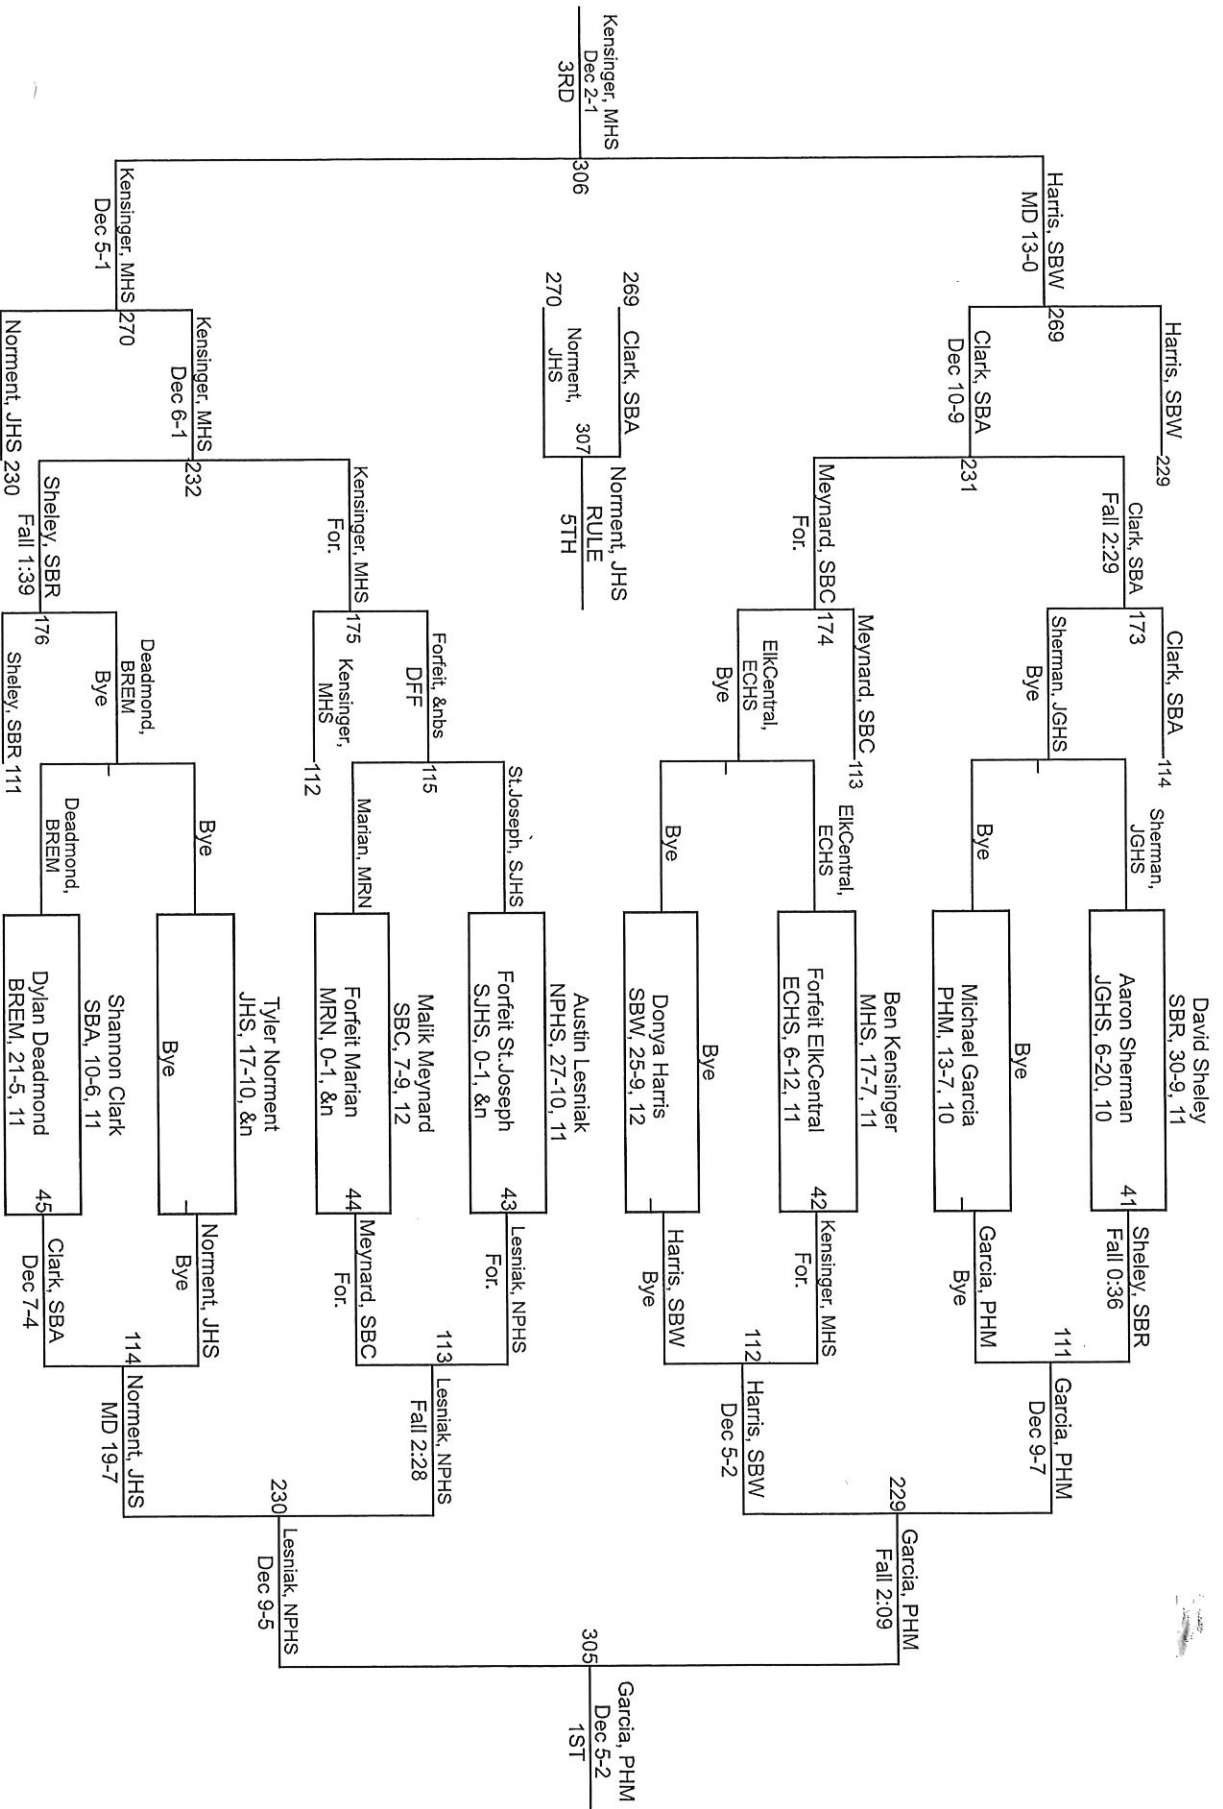 David Sheley
SBR, 30-9, 11
Aaron Sherman
JGHS, 6-20, 10
41
Sheley, SBR
Fall 0:36
Bye
Michael Garcia
PHM, 13-7, 10
Garcia, PHM
Bye
111
Garcia, PHM
Dec 9-7
Ben Kensinger
MHS, 17-7, 11
Forfeit ElkCentral
ECHS, 6-12, 11
42
Kensinger, MHS
For.
Bye
Donya Harris
SBW, 25-9, 12
Harris, SBW
Bye
112
Harris, SBW
Dec 5-2
229
Garcia, PHM
Fall 2:09
Austin Lesniak
NPHS, 27-10, 11
Forfeit St.Joseph
SJHS, 0-1, &n
43
Lesniak, NPHS
For.
Malik Meynard
SBC, 7-9, 12
Forfeit Marian
MRN, 0-1, &n
44
Meynard, SBC
For.
113
Lesniak, NPHS
Fall 2:28
Tyler Norment
JHS, 17-10, &n
Bye
Norment, JHS
Bye
Shannon Clark
SBA, 10-6, 11
Dylan Deadmond
BREM, 21-5, 11
45
Clark, SBA
Dec 7-4
114
Norment, JHS
MD 19-7
230
Lesniak, NPHS
Dec 9-5
305
Garcia, PHM
Dec 5-2
1ST
Sherman,
JGHS
Bye
Clark, SBA
114
Sherman, JGHS
Bye
173
Clark, SBA
Fall 2:29
ElkCentral,
ECHS
Bye
Meynard, SBC
113
ElkCentral,
ECHS
Bye
174
Meynard, SBC
For.
231
Clark, SBA
Dec 10-9
Harris, SBW
229
269
Harris, SBW
MD 13-0
St.Joseph, SJHS
Marian, MRN
115
Forfeit, &nbs
DFF
Kensinger,
MHS
112
175
Kensinger, MHS
For.
Bye
Deadmond,
BREM
Deadmond,
BREM
Bye
Sheley, SBR
111
176
Sheley, SBR
Fall 1:39
232
Kensinger, MHS
Dec 6-1
Norment, JHS
230
270
Kensinger, MHS
Dec 5-1
306
Kensinger, MHS
Dec 2-1
3RD
269
Clark, SBA
270
Norment,
JHS
307
Norment, JHS
RULE
5TH